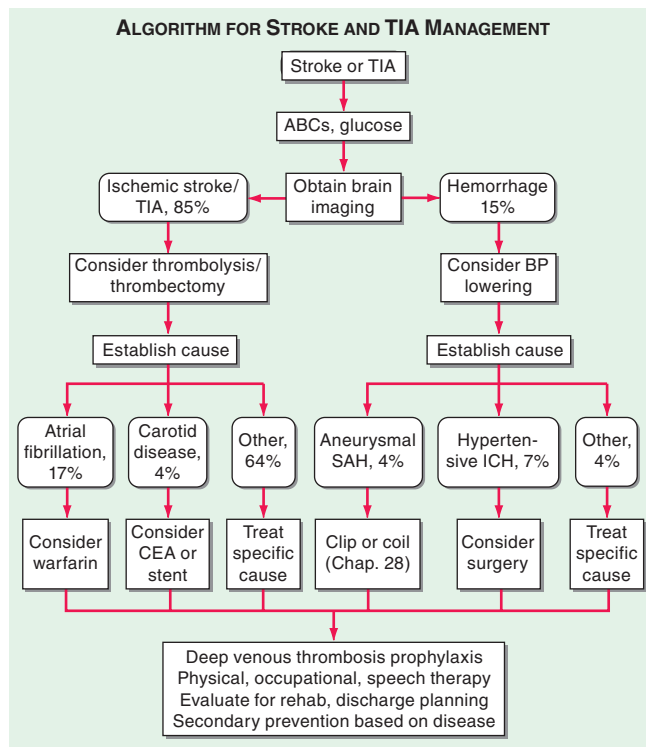 ALGORITHM FOR STROKE AND TIA MANAGEMENT
Stroke or TIA
ABCs, glucose
Ischemic stroke/
TIA, 85%
Obtain brain
imaging
Hemorrhage
15%
Consider thrombolysis/
thrombectomy
Consider BP
lowering
Establish cause
Establish cause
Atrial
fibrillation,
17%
Carotid
disease,
4%
Other,
64%
Aneurysmal
SAH, 4%
Hyperten-
sive ICH, 7%
Other,
4%
Consider
warfarin
Consider
CEA or
stent
Treat
specific
cause
Clip or coil
(Chap. 28)
Consider
surgery
Treat
specific
cause
Deep venous thrombosis prophylaxis
Physical, occupational, speech therapy
Evaluate for rehab, discharge planning
Secondary prevention based on disease